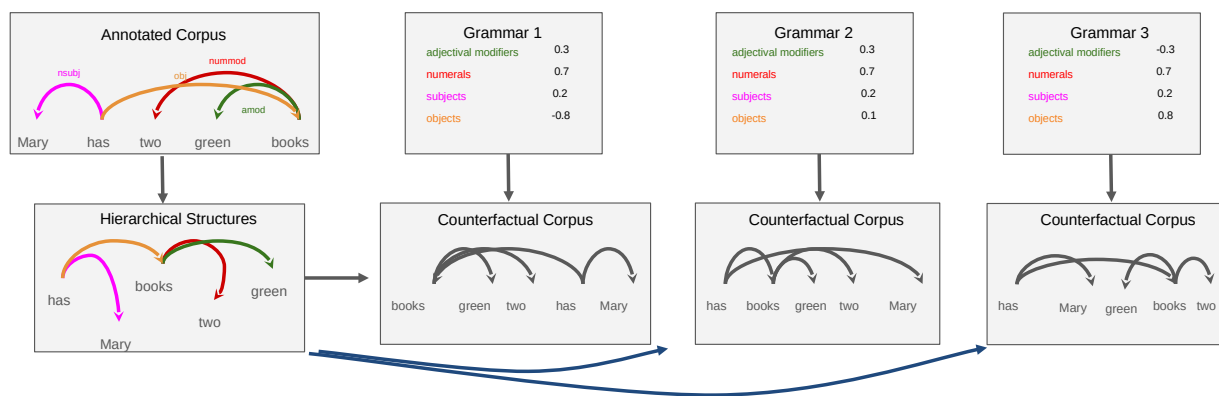 Annotated Corpus
nummod
nsubj
obj
amod
Mary has two green books
Grammar 1
adjectival modifiers 0.3
numerals 0.7
subjects 0.2
objects -0.8
Grammar 2
adjectival modifiers 0.3
numerals 0.7
subjects 0.2
objects 0.1
Grammar 3
adjectival modifiers -0.3
numerals 0.7
subjects 0.2
objects 0.8
Hierarchical Structures
has
books
green
two
Mary
Counterfactual Corpus
books green two has Mary
Counterfactual Corpus
has books green two Mary
Counterfactual Corpus
has Mary green books two